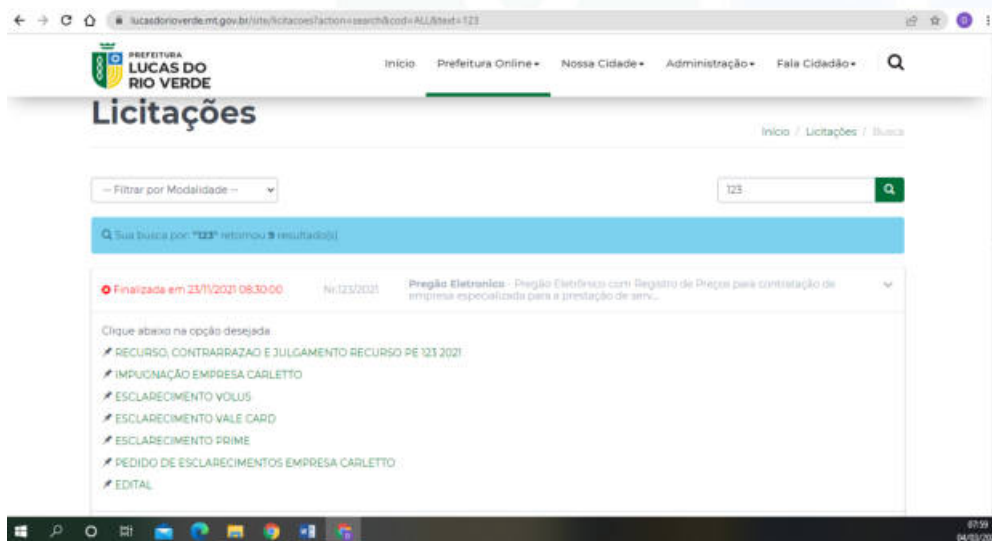 lucasdorioverde.mt.gov.br/site/licitacoes?action=search&cod=ALL&text=123
PREFEITURA
LUCAS DO
RIO VERDE
Início Prefeitura Online Nossa Cidade Administração Fala Cidadão
Licitações
Início / Licitações / Busca
-- Filtrar por Modalidade --
123
Sua busca por: "123" retornou 9 resultado(s)
Finalizada em 23/11/2021 08:30:00 Nr.123/2021 Pregão Eletronico - Pregão Eletrônico com Registro de Preços para contratação de
empresa especializada para a prestação de serv...
Clique abaixo na opção desejada
RECURSO, CONTRARRAZAO E JULGAMENTO RECURSO PE 123 2021
IMPUGNAÇÃO EMPRESA CARLETTO
ESCLARECIMENTO VOLUS
ESCLARECIMENTO VALE CARD
ESCLARECIMENTO PRIME
PEDIDO DE ESCLARECIMENTOS EMPRESA CARLETTO
EDITAL
07:59
04/03/20